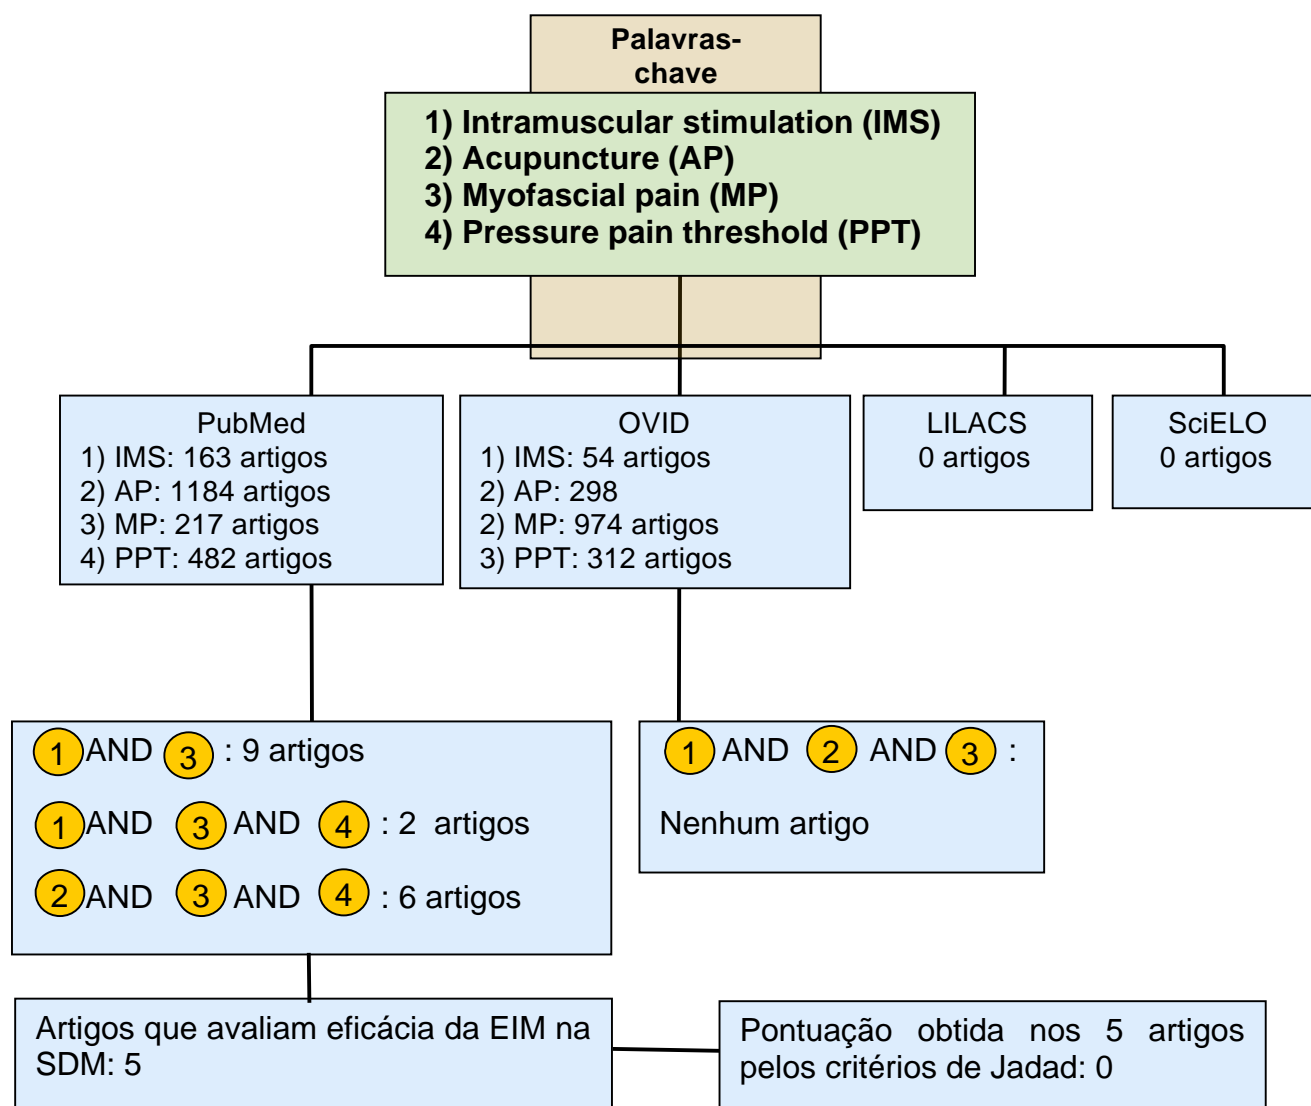 Palavras-
chave
1) Intramuscular stimulation (IMS)
2) Acupuncture (AP)
3) Myofascial pain (MP)
4) Pressure pain threshold (PPT)
PubMed
1) IMS: 163 artigos
2) AP: 1184 artigos
3) MP: 217 artigos
4) PPT: 482 artigos
OVID
1) IMS: 54 artigos
2) AP: 298
2) MP: 974 artigos
3) PPT: 312 artigos
LILACS
0 artigos
SciELO
0 artigos
1 AND 3 : 9 artigos
1 AND 3 AND 4 : 2 artigos
2 AND 3 AND 4 : 6 artigos
1 AND 2 AND 3 :
Nenhum artigo
Artigos que avaliam eficácia da EIM na
SDM: 5
Pontuação obtida nos 5 artigos
pelos critérios de Jadad: 0